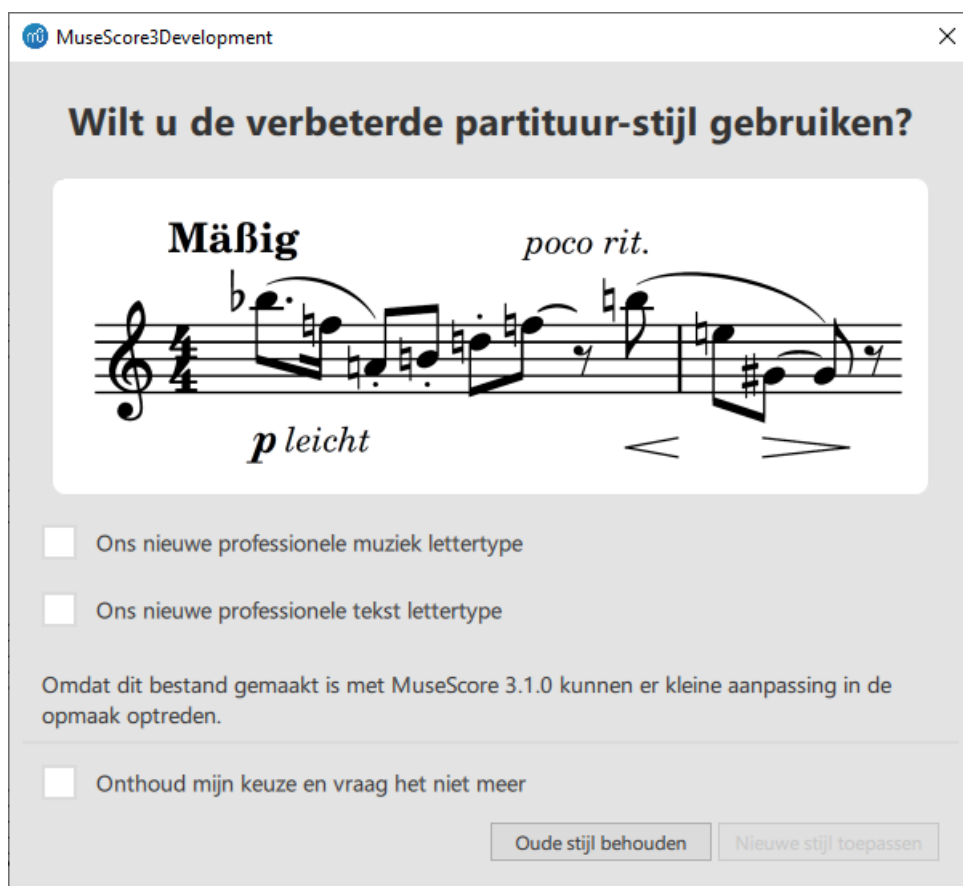 MuseScore3Development
Wilt u de verbeterde partituur-stijl gebruiken?
Mäßig
poco rit.
p leicht
Ons nieuwe professionele muziek lettertype
Ons nieuwe professionele tekst lettertype
Omdat dit bestand gemaakt is met MuseScore 3.1.0 kunnen er kleine aanpassing in de
opmaak optreden.
Onthoud mijn keuze en vraag het niet meer
Oude stijl behouden
Nieuwe stijl toepassen